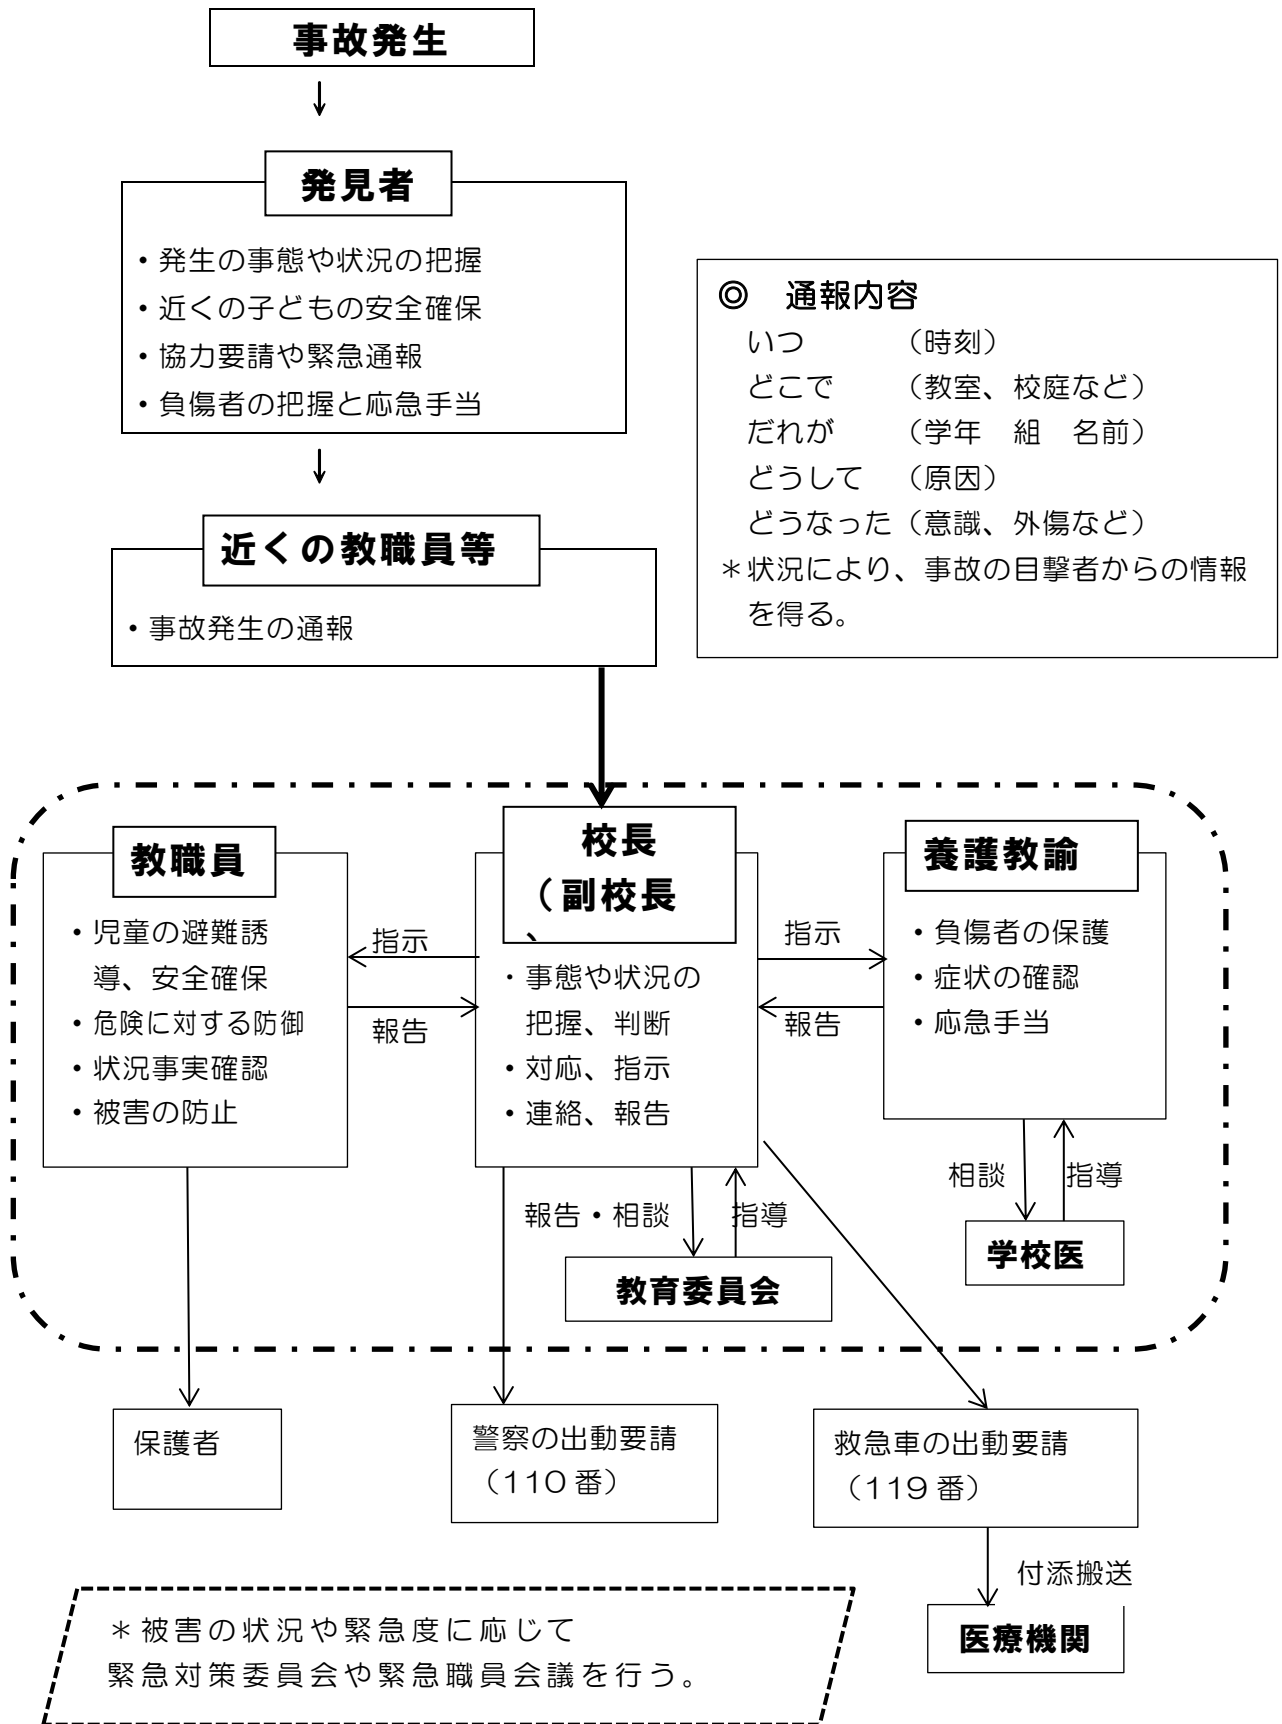 事故発生
発見者
・発生の事態や状況の把握
・近くの子どもの安全確保
・協力要請や緊急通報
・負傷者の把握と応急手当
◎　通報内容
いつ　　　（時刻）
どこで　　（教室、校庭など）
だれが　　（学年　組　名前）
どうして　（原因）
どうなった（意識、外傷など）
＊状況により、事故の目撃者からの情報
を得る。
近くの教職員等
・事故発生の通報
教職員
・児童の避難誘
導、安全確保
・危険に対する防御
・状況事実確認
・被害の防止
指示
報告
校長
（副校長
、
・事態や状況の
把握、判断
・対応、指示
・連絡、報告
指示
報告
養護教諭
・負傷者の保護
・症状の確認
・応急手当
報告・相談
指導
教育委員会
相談
指導
学校医
保護者
警察の出動要請
（110番）
救急車の出動要請
（119番）
付添搬送
医療機関
＊被害の状況や緊急度に応じて
緊急対策委員会や緊急職員会議を行う。